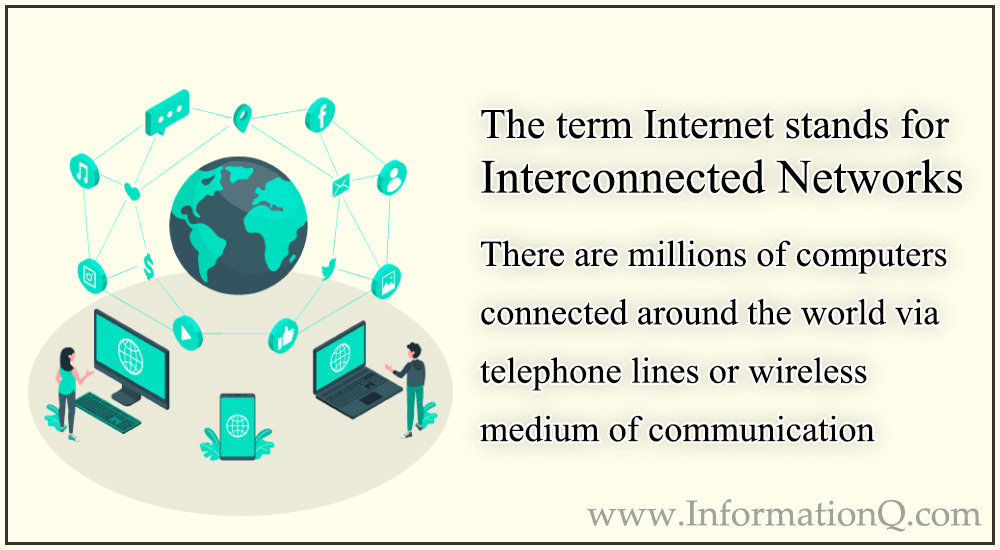 The term Internet stands for
Interconnected Networks
There are millions of computers
connected around the world via
telephone lines or wireless
medium of communication
www.InformationQ.com